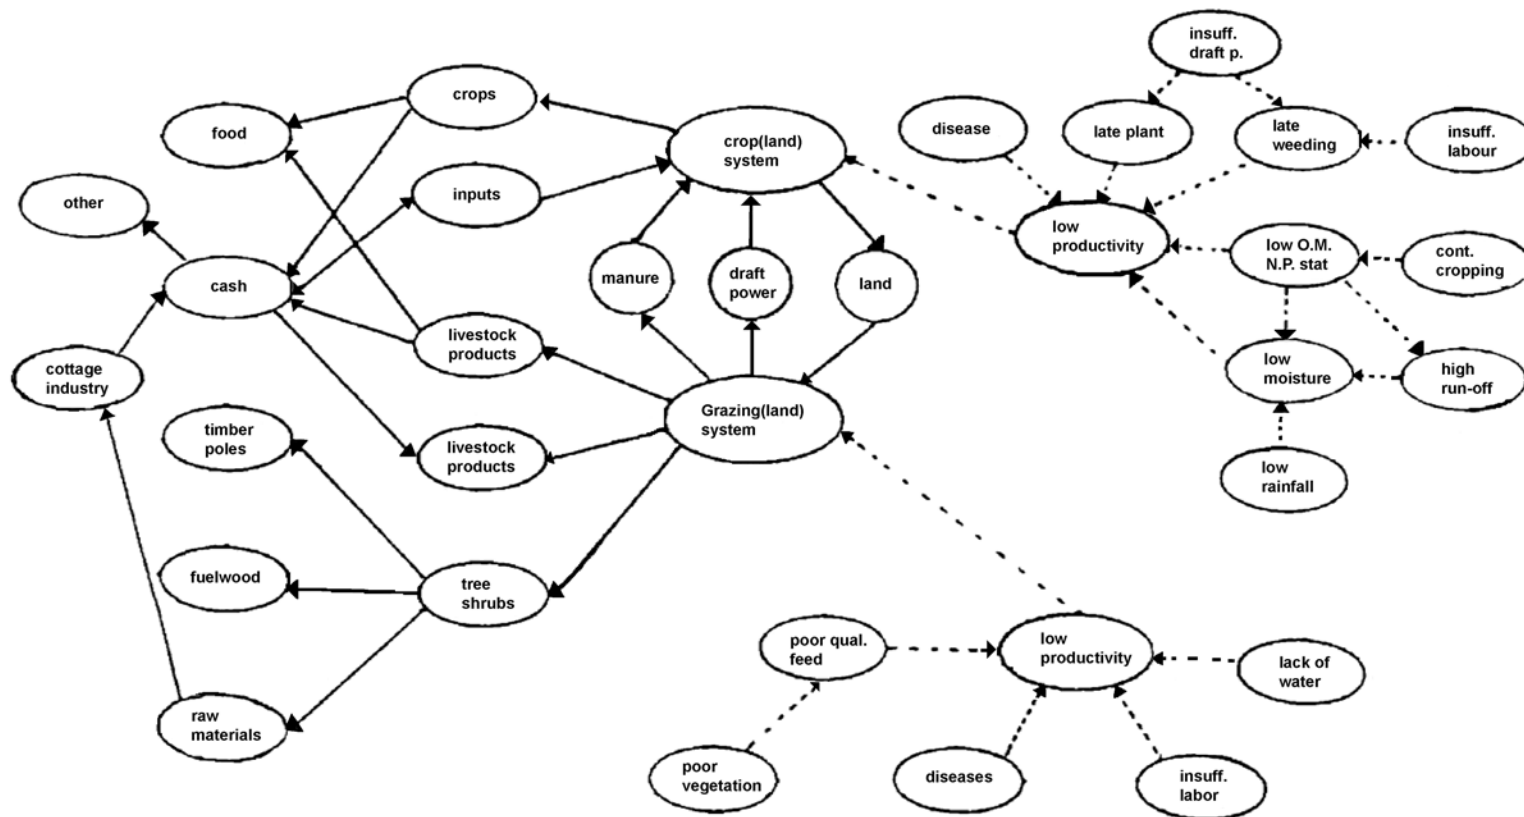 insuff.
draft p.
crops
food
disease
late plant
late
weeding
insuff.
labour
crop(land)
system
inputs
other
low
productivity
low O.M.
N.P. stat
cont.
cropping
manure
draft
power
land
cash
livestock
products
cottage
industry
low
moisture
high
run-off
Grazing(land)
system
timber
poles
livestock
products
low
rainfall
fuelwood
tree
shrubs
poor qual.
feed
low
productivity
lack of
water
raw
materials
poor
vegetation
diseases
insuff.
labor